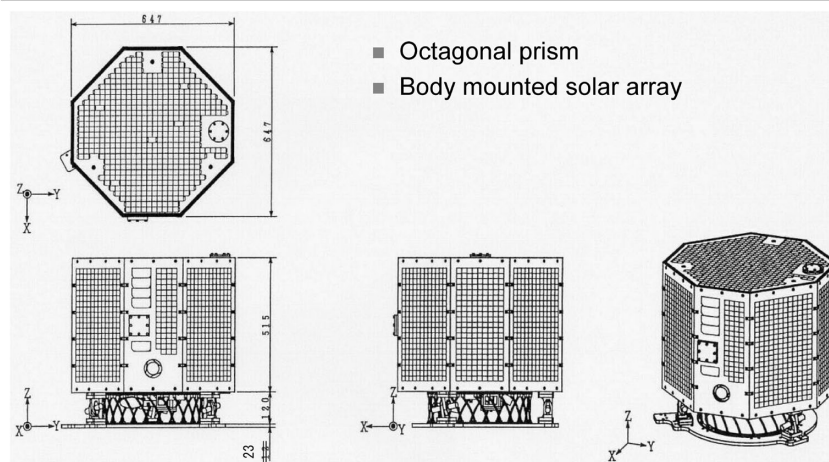 647
Octagonal prism
Body mounted solar array
647
Z
Y
X
515
Z
X
Y
120
23
Z
X
Y
Z
Y
X